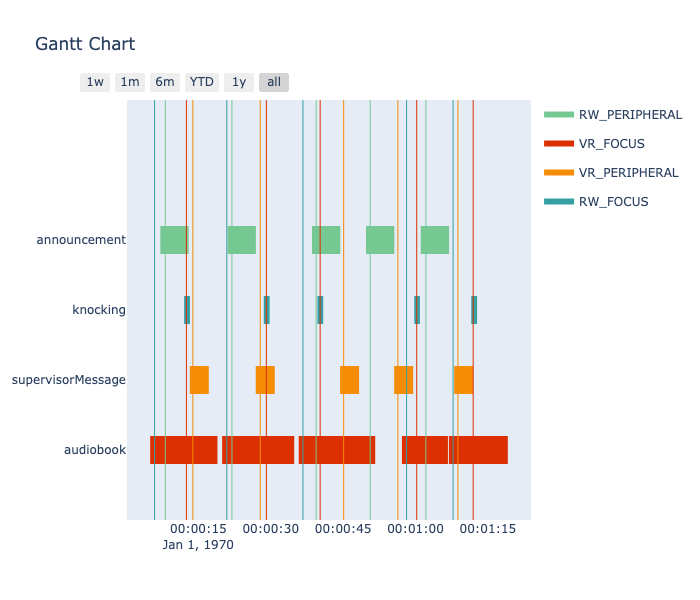 Gantt Chart
1w 1m 6m YTD 1y all
RW_PERIPHERAL
VR_FOCUS
VR_PERIPHERAL
RW_FOCUS
announcement
knocking
supervisorMessage
audiobook
00:00:15 00:00:30 00:00:45 00:01:00 00:01:15
Jan 1, 1970